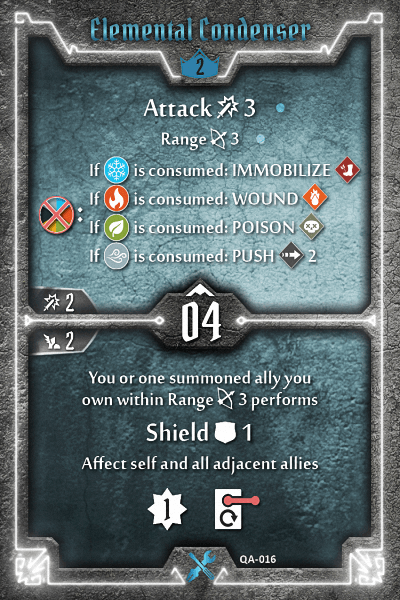 Elemental Condenser
2
Attack 3
Range 3
If is consumed: IMMOBILIZE
: If is consumed: WOUND
If is consumed: POISON
If is consumed: PUSH 2
2
04
2
You or one summoned ally you
own within Range 3 performs
Shield 1
Affect self and all adjacent allies
1
QA-016